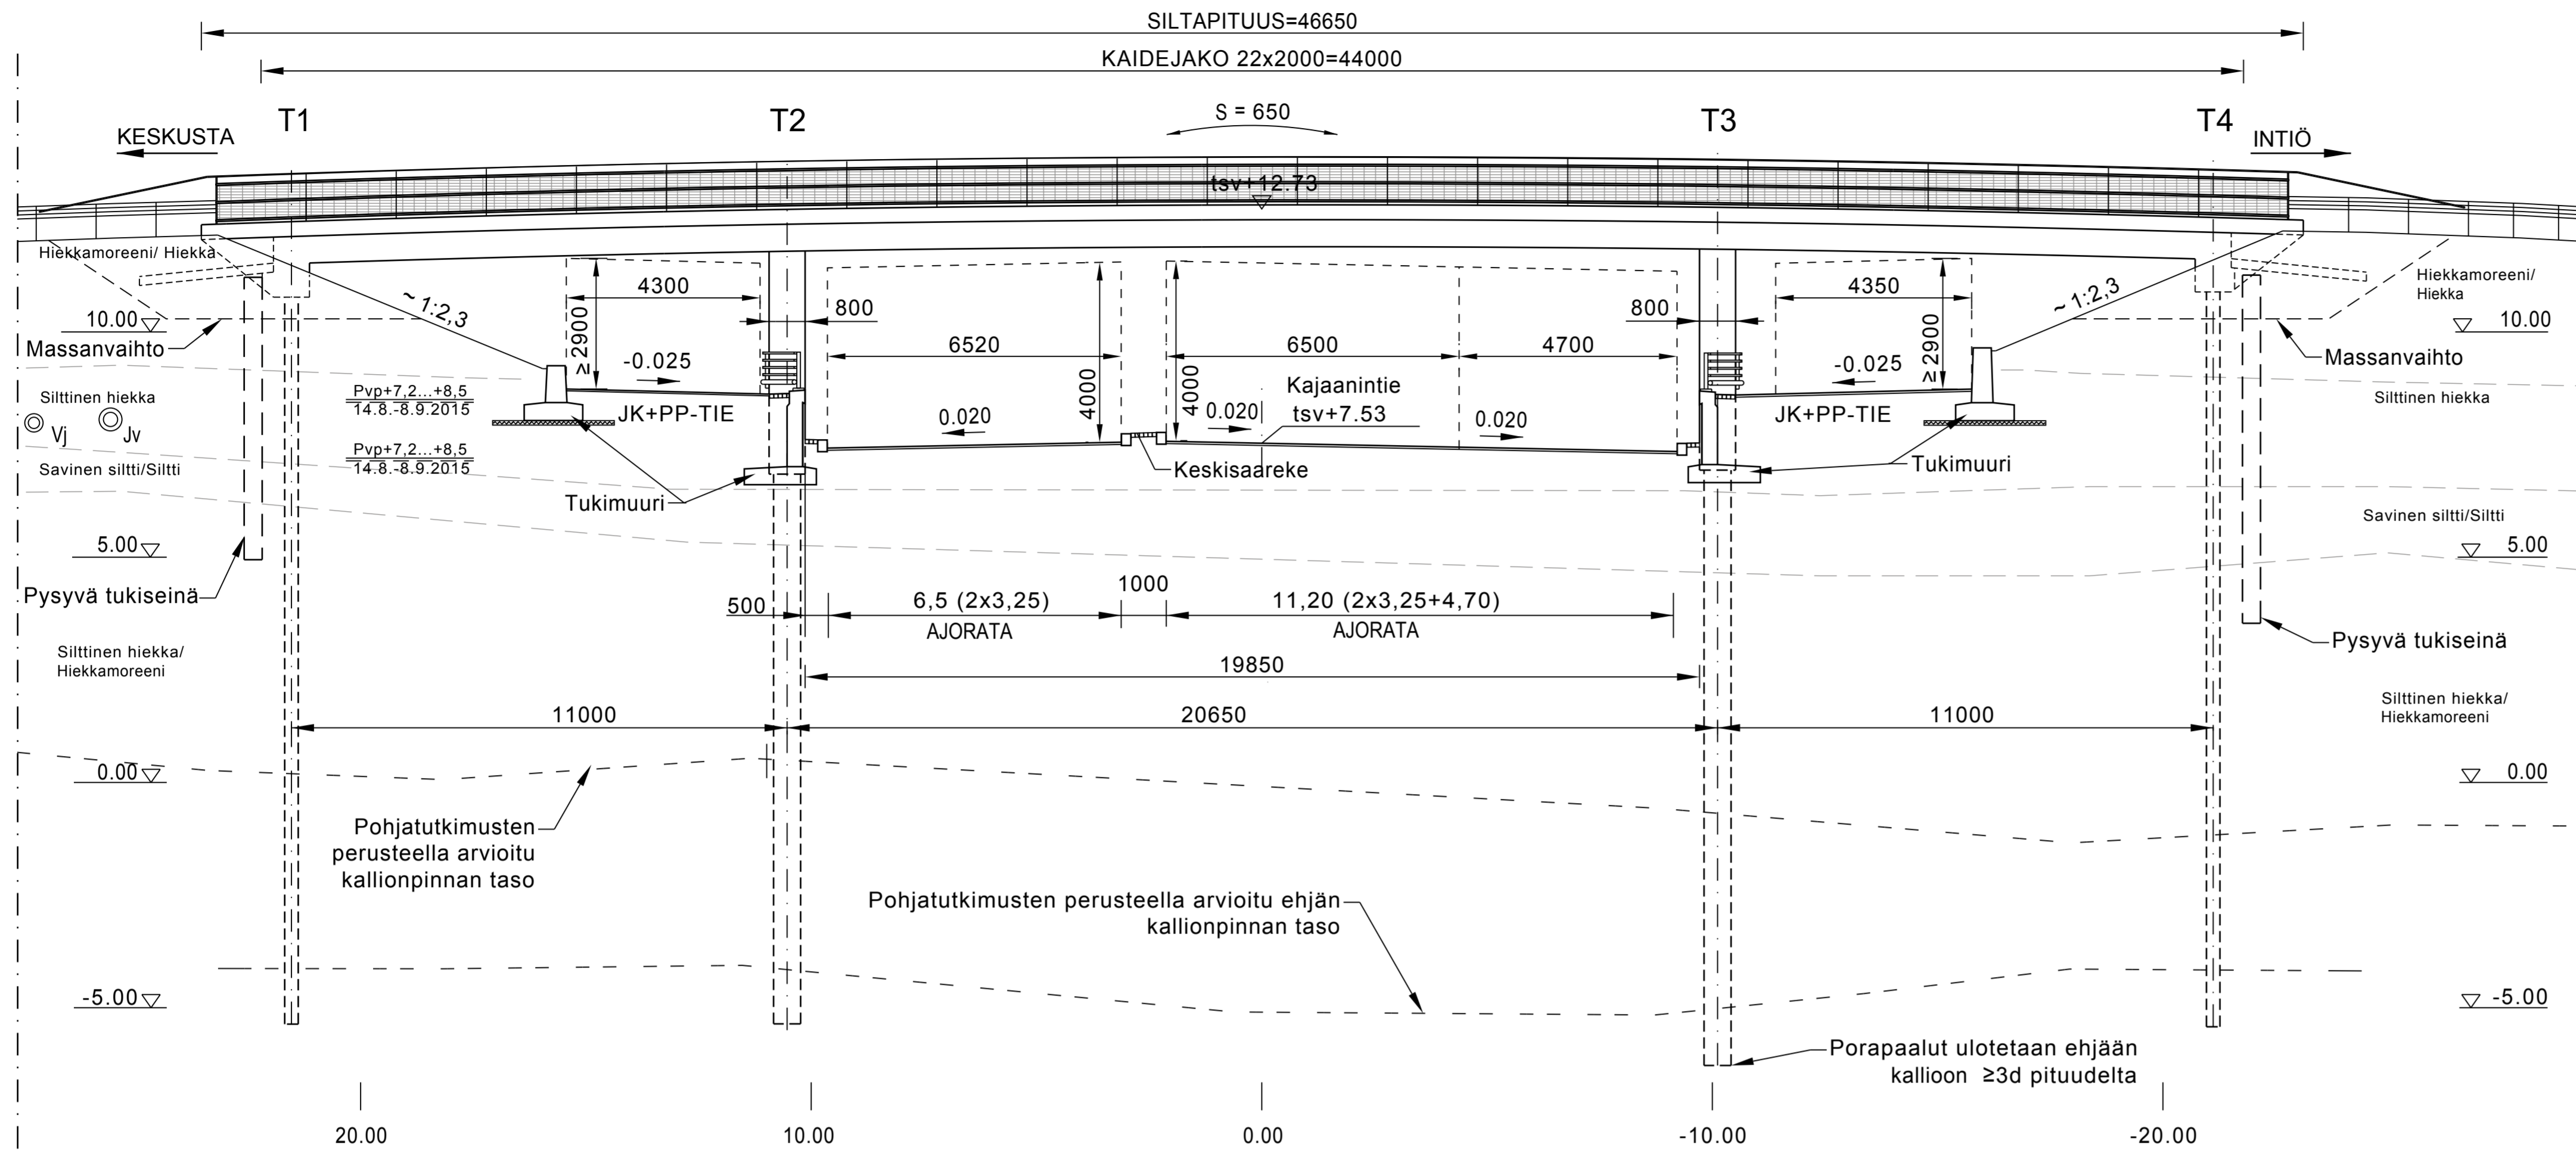 SILTAPITUUS=46650
KAIDEJAKO 22x2000=44000
T1
T2
S = 650
T3
T4
KESKUSTA
INTIÖ
tsv+12.73
Hiekkamoreeni/ Hiekka
Hiekkamoreeni/
Hiekka
~ 1:2,3
~ 1:2,3
4300
4350
800
800
10.00
10.00
≥2900
≥2900
Massanvaihto
Massanvaihto
6520
6500
4700
-0.025
-0.025
4000
4000
Kajaanintie
tsv+7.53
Pvp+7,2...+8,5
14.8.-8.9.2015
Silttinen hiekka
Silttinen hiekka
Vj
Jv
JK+PP-TIE
JK+PP-TIE
0.020
0.020
0.020
Pvp+7,2...+8,5
14.8.-8.9.2015
Savinen siltti/Siltti
Keskisaareke
Tukimuuri
Tukimuuri
Savinen siltti/Siltti
5.00
5.00
Pysyvä tukiseinä
500
6,5 (2x3,25)
AJORATA
1000
11,20 (2x3,25+4,70)
AJORATA
Pysyvä tukiseinä
Silttinen hiekka/
Hiekkamoreeni
19850
Silttinen hiekka/
Hiekkamoreeni
11000
20650
11000
0.00
0.00
Pohjatutkimusten
perusteella arvioitu
kallionpinnan taso
Pohjatutkimusten perusteella arvioitu ehjän
kallionpinnan taso
-5.00
-5.00
Porapaalut ulotetaan ehjään
kallioon ≥3d pituudelta
20.00
10.00
0.00
-10.00
-20.00